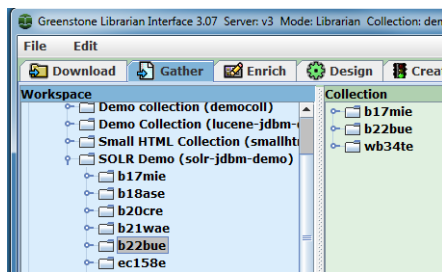 Greenstone Librarian Interface 3.07 Server: v3 Mode: Librarian Collection: den
File Edit
Download Gather Enrich Design Crea
Workspace
Demo collection (democoll)
Demo Collection (lucene-jdbm-
Small HTML Collection (smallht
SOLR Demo (solr-jdbm-demo)
b17mie
b18ase
b20cre
b21wae
b22bue
ec158e
Collection
b17mie
b22bue
wb34te